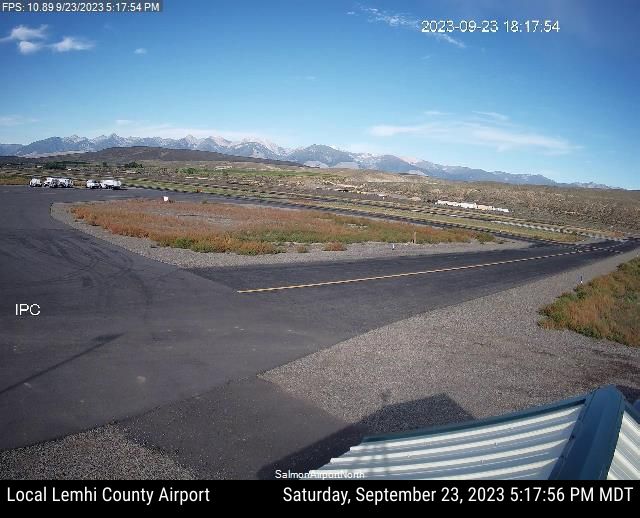 FPS: 10.89 9/23/2023 5:17:54 PM
2023-09-23 18:17:54
IPC
SalmonAirportNorth
Local Lemhi County Airport
Saturday, September 23, 2023 5:17:56 PM MDT